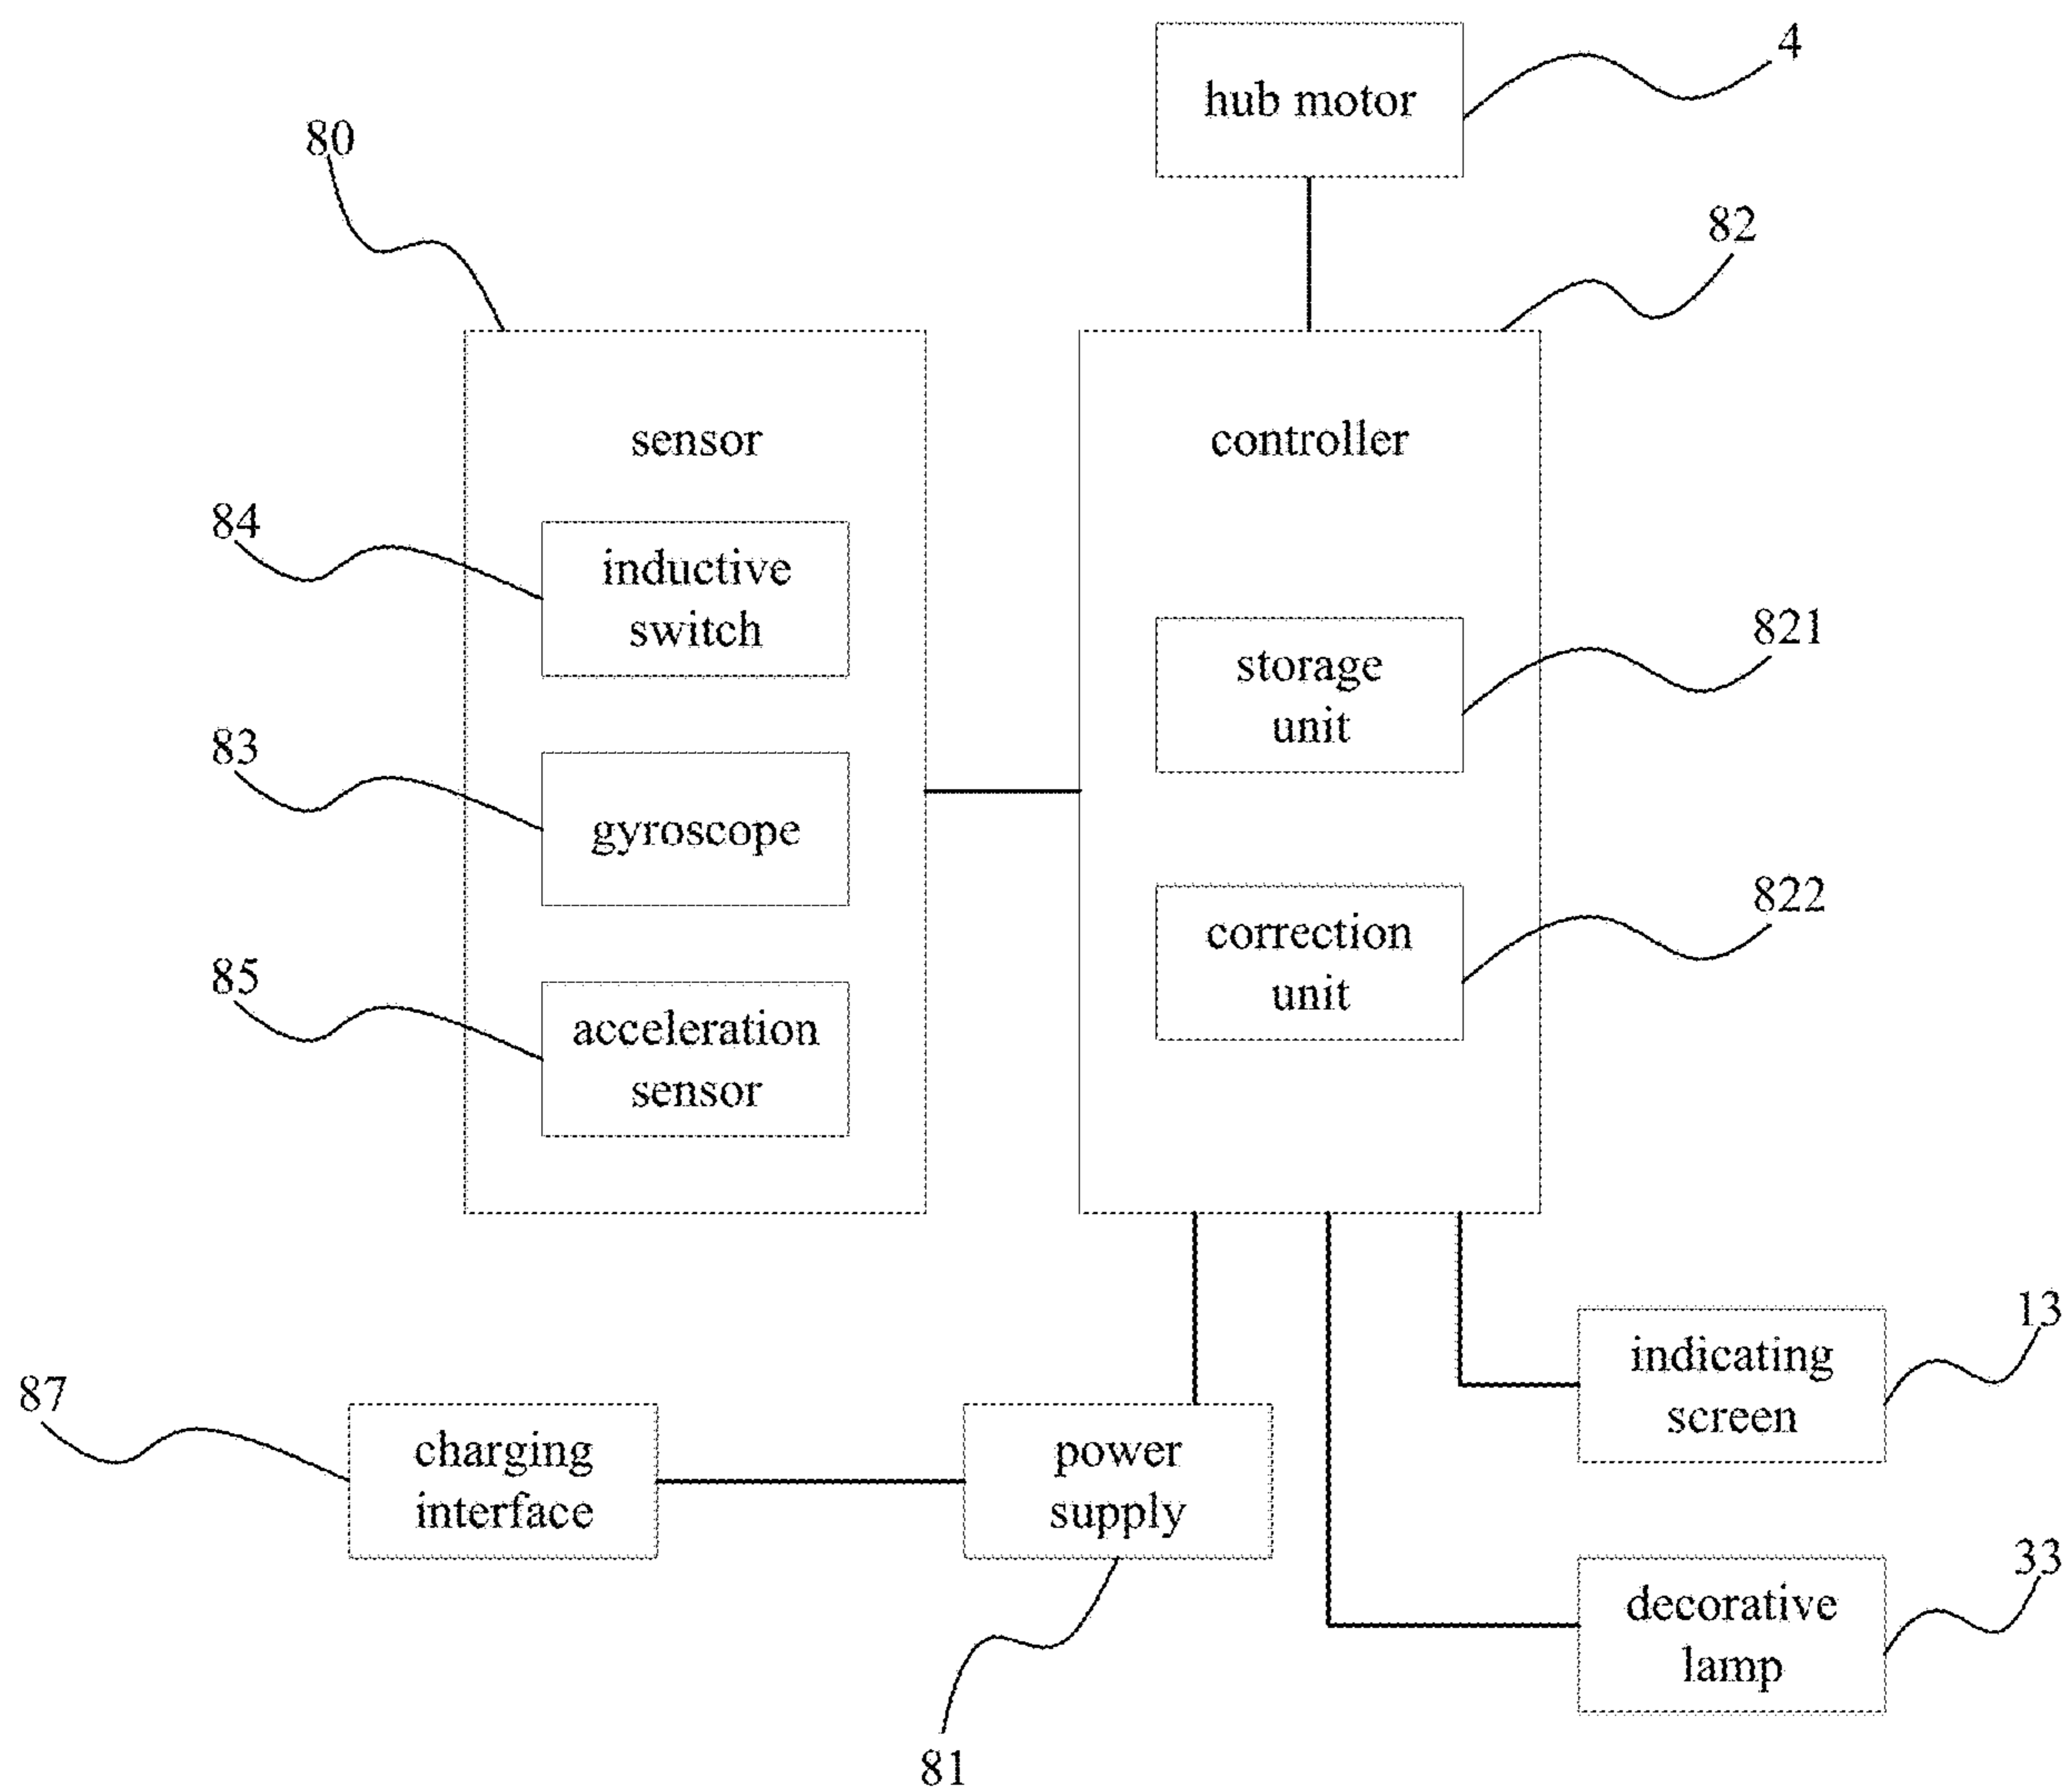 4
hub motor
80
82
sensor
controller
84
inductive
switch
821
storage
unit
83
gyroscope
822
correction
unit
85
acceleration
sensor
13
indicating
screen
87
charging
interface
power
supply
33
decorative
lamp
81